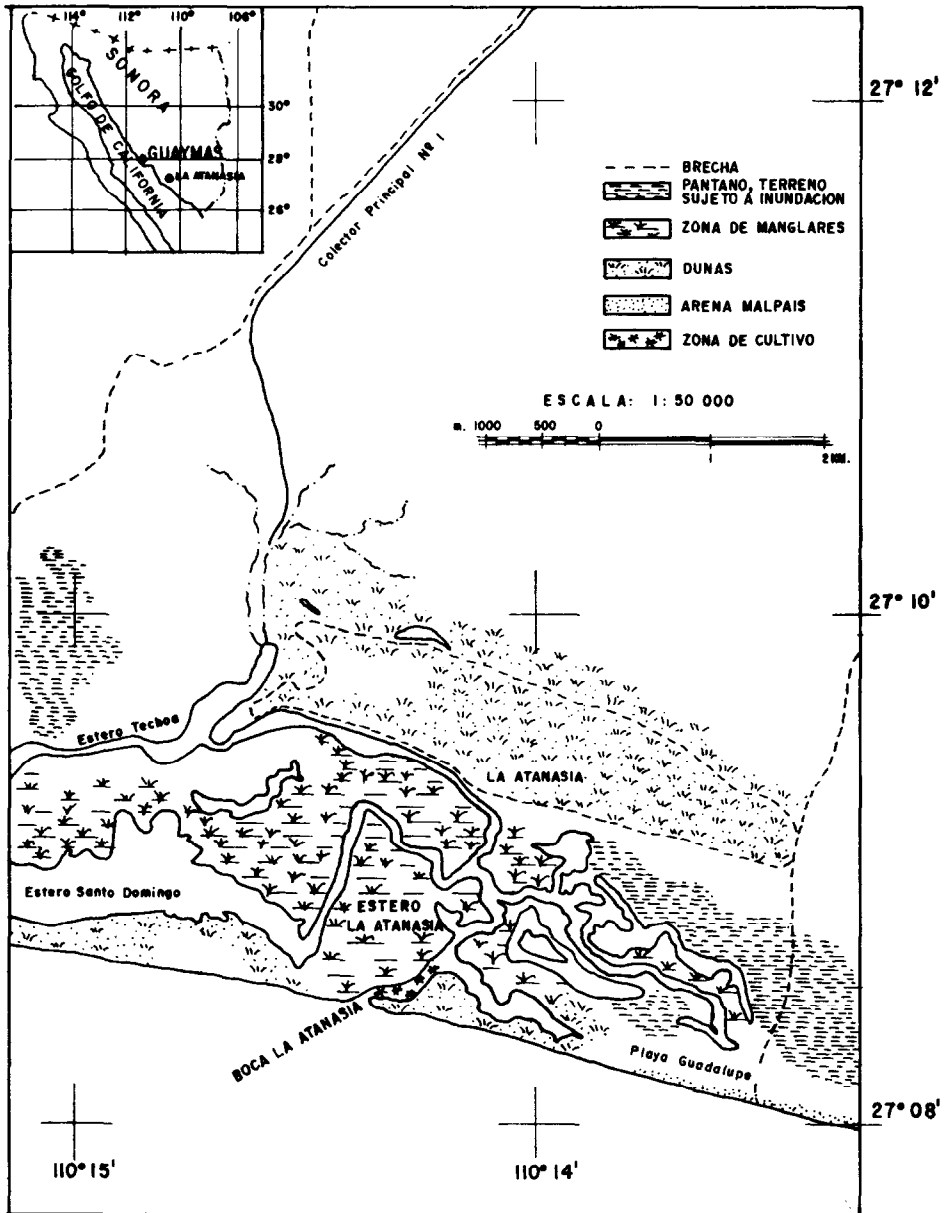 114° 112° 110° 106°
SONORA
GOLFO DE CALIFORNIA
GUAYMAS
LA ATANASIA
30°
28°
26°
27° 12'
Colector Principal Nº 1
BRECHA
PANTANO, TERRENO
SUJETO A INUNDACION
ZONA DE MANGLARES
DUNAS
ARENA MALPAIS
ZONA DE CULTIVO
ESCALA: 1: 50 000
m. 1000 500 0
1 2 KM.
27° 10'
Estero Techoa
LA ATANASIA
Estero Santo Domingo
ESTERO
LA ATANASIA
BOCA LA ATANASIA
Playa Guadalupe
27° 08'
110° 15' 110° 14'